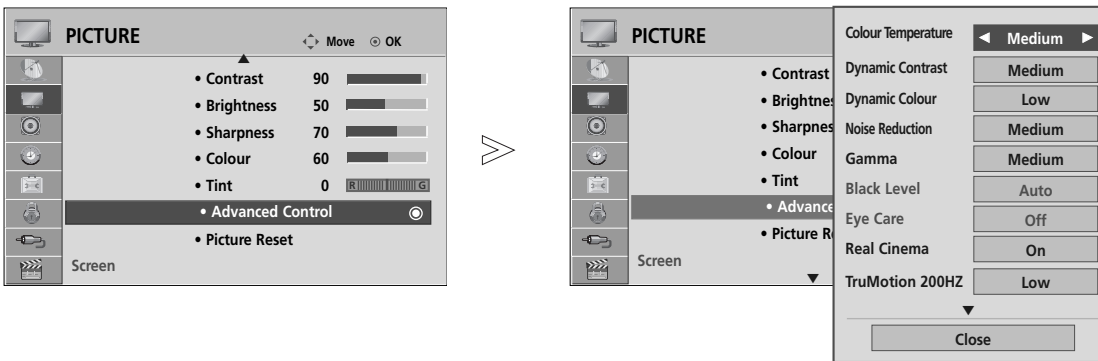 PICTURE
Move
OK
• Contrast 90
• Brightness 50
• Sharpness 70
• Colour 60
• Tint 0 R G
• Advanced Control
• Picture Reset
Screen
PICTURE
• Contrast
• Brightnes
• Sharpnes
• Colour
• Tint
• Advance
• Picture R
Screen
Colour Temperature Medium
Dynamic Contrast Medium
Dynamic Colour Low
Noise Reduction Medium
Gamma Medium
Black Level Auto
Eye Care Off
Real Cinema On
TruMotion 200HZ Low
Close